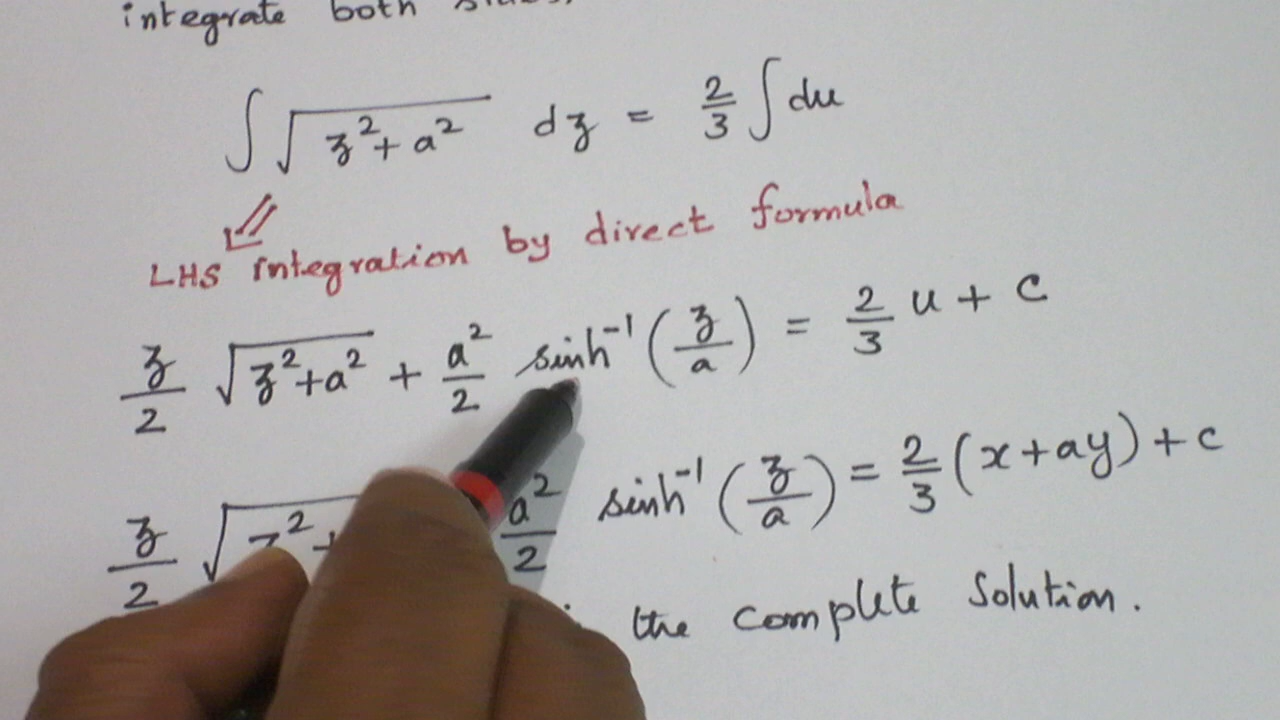 integrate both
∫ √(z² + a²) dz = 2/3 ∫ du
LHS integration by direct formula
z/2 √(z²+a²) + a²/2 sinh⁻¹(z/a) = 2/3 u + c
z/2 √(z² + a²/2 sinh⁻¹(z/a) = 2/3 (x+ay) + c
the complete solution.